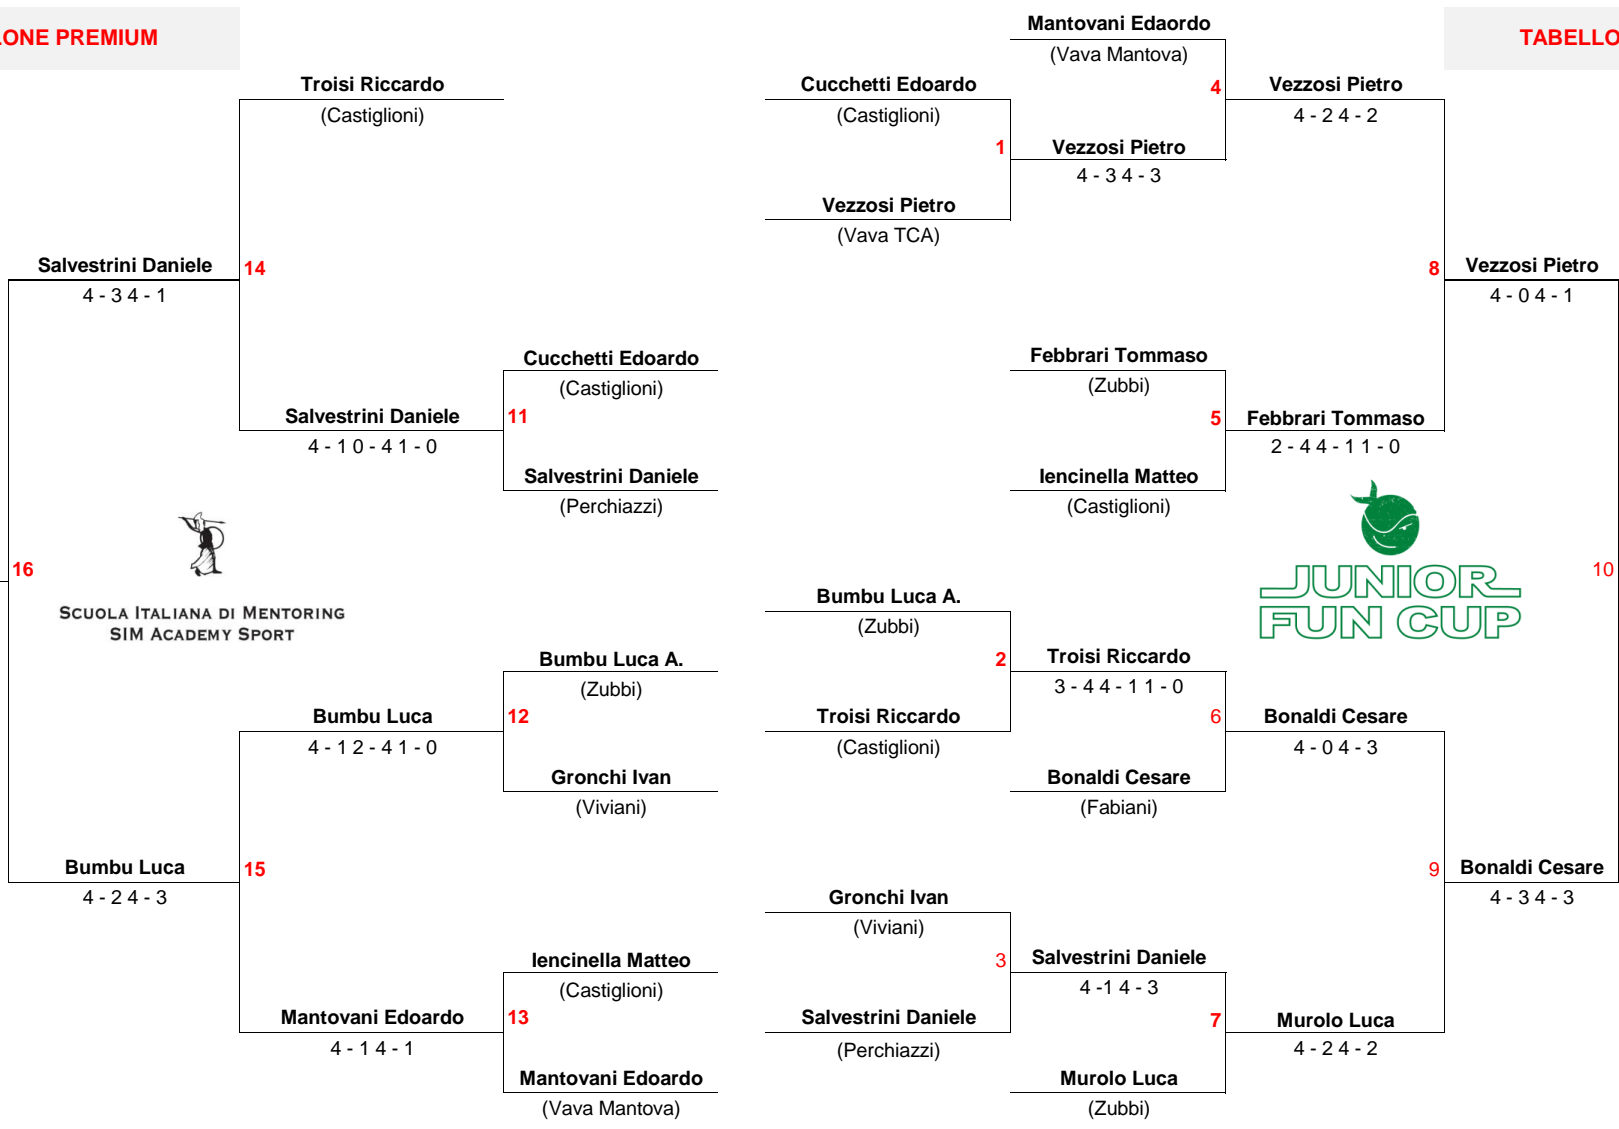 LONE PREMIUM
TABELLO
Mantovani Edaordo
(Vava Mantova)
Troisi Riccardo
(Castiglioni)
Cucchetti Edoardo
(Castiglioni)
4
Vezzosi Pietro
4 - 2 4 - 2
1
Vezzosi Pietro
4 - 3 4 - 3
Vezzosi Pietro
(Vava TCA)
Salvestrini Daniele
4 - 3 4 - 1
14
8
Vezzosi Pietro
4 - 0 4 - 1
Cucchetti Edoardo
(Castiglioni)
Febbrari Tommaso
(Zubbi)
Salvestrini Daniele
4 - 1 0 - 4 1 - 0
11
5
Febbrari Tommaso
2 - 4 4 - 1 1 - 0
Salvestrini Daniele
(Perchiazzi)
Iencinella Matteo
(Castiglioni)
16
10
SCUOLA ITALIANA DI MENTORING
SIM ACADEMY SPORT
JUNIOR
FUN CUP
Bumbu Luca A.
(Zubbi)
Bumbu Luca A.
(Zubbi)
2
Troisi Riccardo
3 - 4 4 - 1 1 - 0
Bumbu Luca
4 - 1 2 - 4 1 - 0
12
Troisi Riccardo
(Castiglioni)
6
Bonaldi Cesare
4 - 0 4 - 3
Gronchi Ivan
(Viviani)
Bonaldi Cesare
(Fabiani)
Bumbu Luca
4 - 2 4 - 3
15
9
Bonaldi Cesare
4 - 3 4 - 3
Gronchi Ivan
(Viviani)
Iencinella Matteo
(Castiglioni)
3
Salvestrini Daniele
4 -1 4 - 3
Mantovani Edoardo
4 - 1 4 - 1
13
Salvestrini Daniele
(Perchiazzi)
7
Murolo Luca
4 - 2 4 - 2
Mantovani Edoardo
(Vava Mantova)
Murolo Luca
(Zubbi)